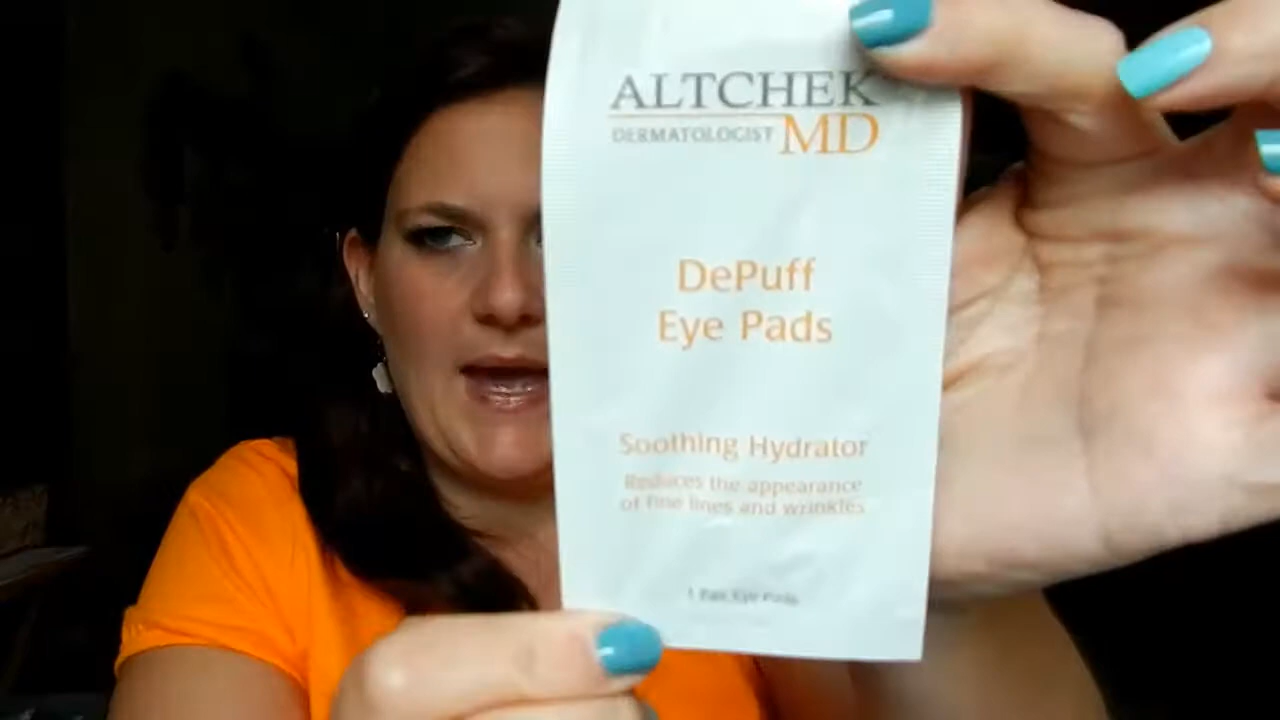 ALTCHEK
DERMATOLOGIST MD
DePuff
Eye Pads
Soothing Hydrator
Reduces the appearance
of fine lines and wrinkles
1 Pair Eye Pads